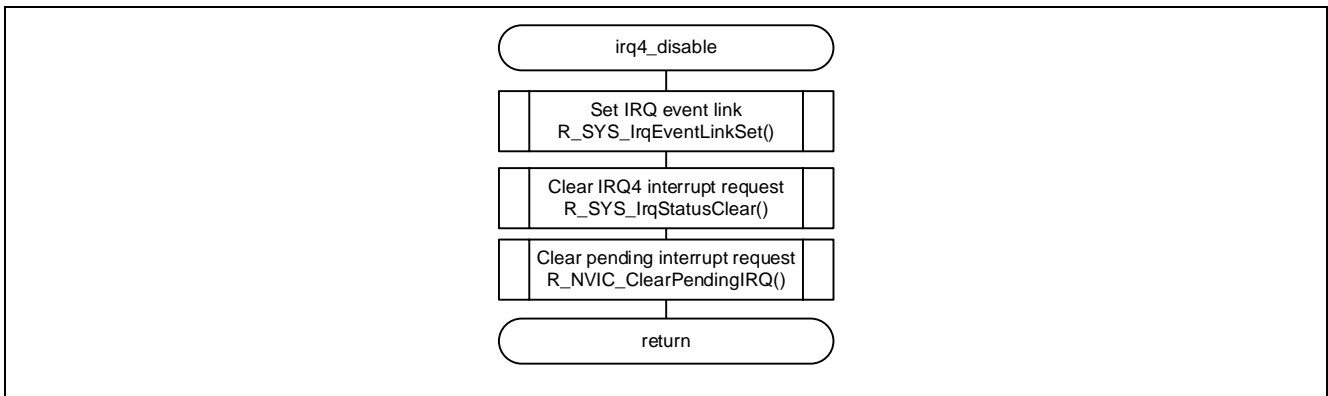 irq4_disable
Set IRQ event link
R_SYS_IrqEventLinkSet()
Clear IRQ4 interrupt request
R_SYS_IrqStatusClear()
Clear pending interrupt request
R_NVIC_ClearPendingIRQ()
return